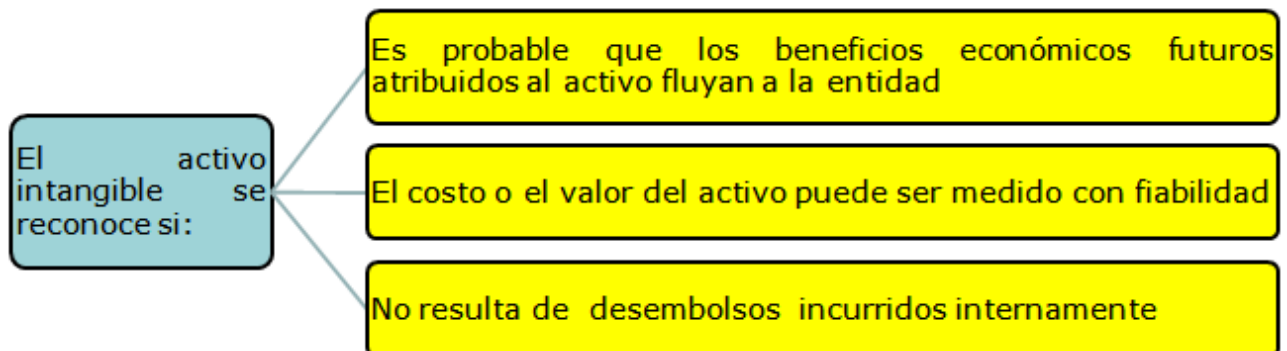 El activo
intangible se
reconoce si:
Es probable que los beneficios económicos futuros
atribuidos al activo fluyan a la entidad
El costo o el valor del activo puede ser medido con fiabilidad
No resulta de desembolsos incurridos internamente